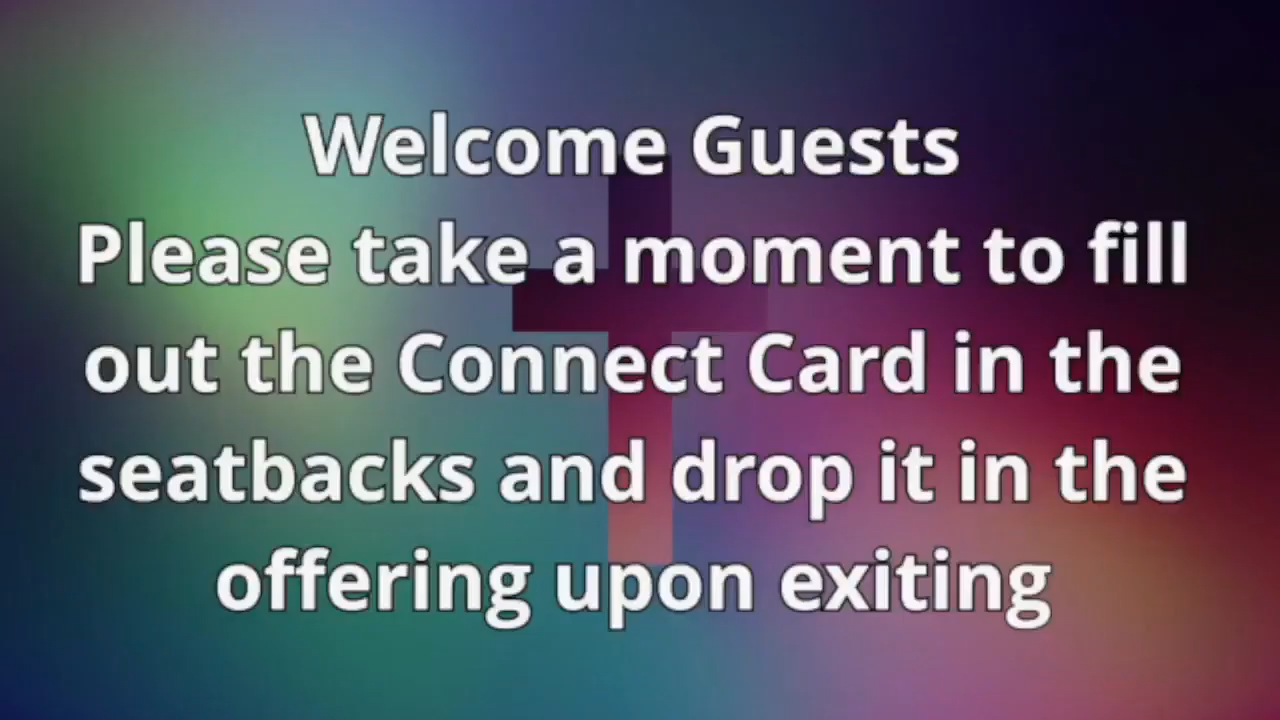 Welcome Guests
Please take a moment to fill
out the Connect Card in the
seatbacks and drop it in the
offering upon exiting